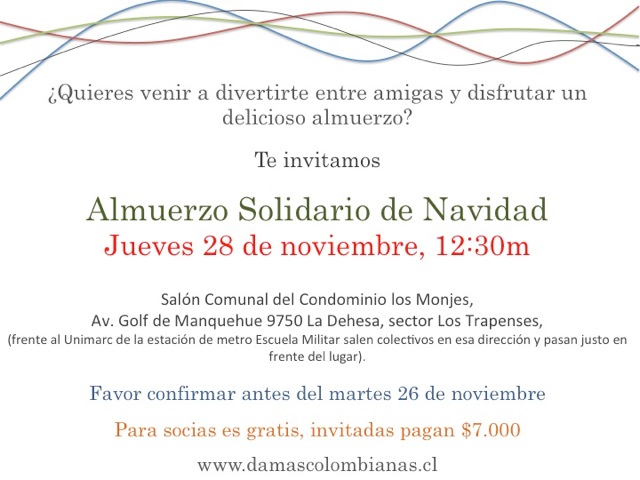 ¿Quieres venir a divertirte entre amigas y disfrutar un
delicioso almuerzo?
Te invitamos
Almuerzo Solidario de Navidad
Jueves 28 de noviembre, 12:30m
Salón Comunal del Condominio los Monjes,
Av. Golf de Manquehue 9750 La Dehesa, sector Los Trapenses,
(frente al Unimarc de la estación de metro Escuela Militar salen colectivos en esa dirección y pasan justo en
frente del lugar).
Favor confirmar antes del martes 26 de noviembre
Para socias es gratis, invitadas pagan $7.000
www.damascolombianas.cl